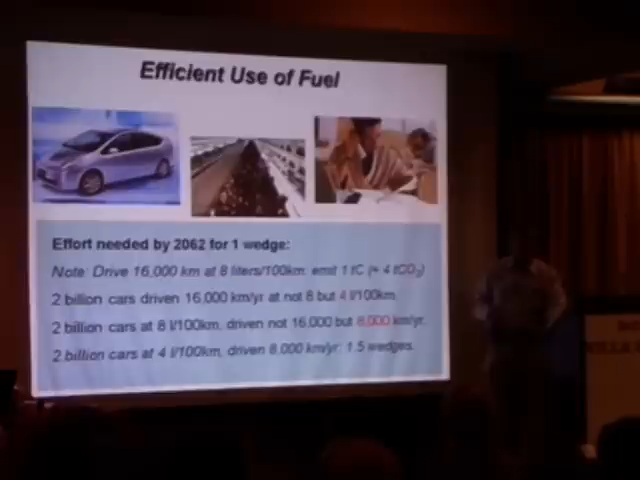 Efficient Use of Fuel
Effort needed by 2062 for 1 wedge:
Note: Drive 16,000 km at 8 liters/100km: emit 1 tC (≈ 4 tCO₂)
2 billion cars driven 16,000 km/yr at not 8 but 4 l/100km.
2 billion cars at 8 l/100km, driven not 16,000 but 8,000 km/yr.
2 billion cars at 4 l/100km, driven 8,000 km/yr: 1.5 wedges.